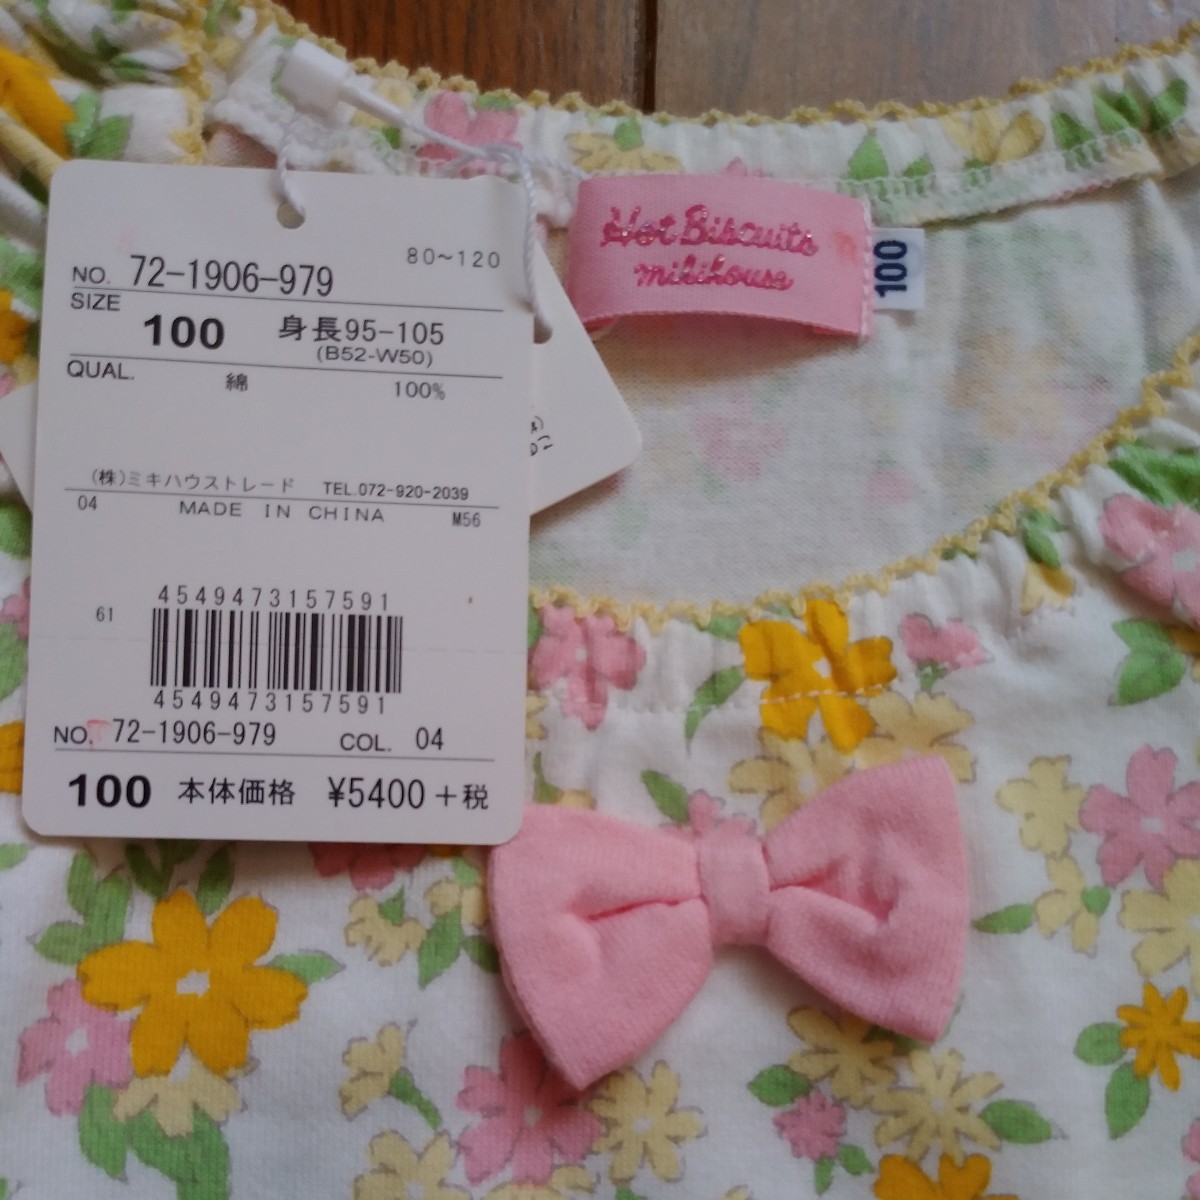 80~120
NO. 72-1906-979
SIZE
100 身長95-105
(B52-W50)
QUAL. 綿 100%
(株)ミキハウストレード TEL.072-920-2039
04 MADE IN CHINA M56
4549473157591
61
4549473157591
NO. 72-1906-979 COL. 04
100 本体価格 ¥5400+税
Hot Biscuits
mikihouse
100